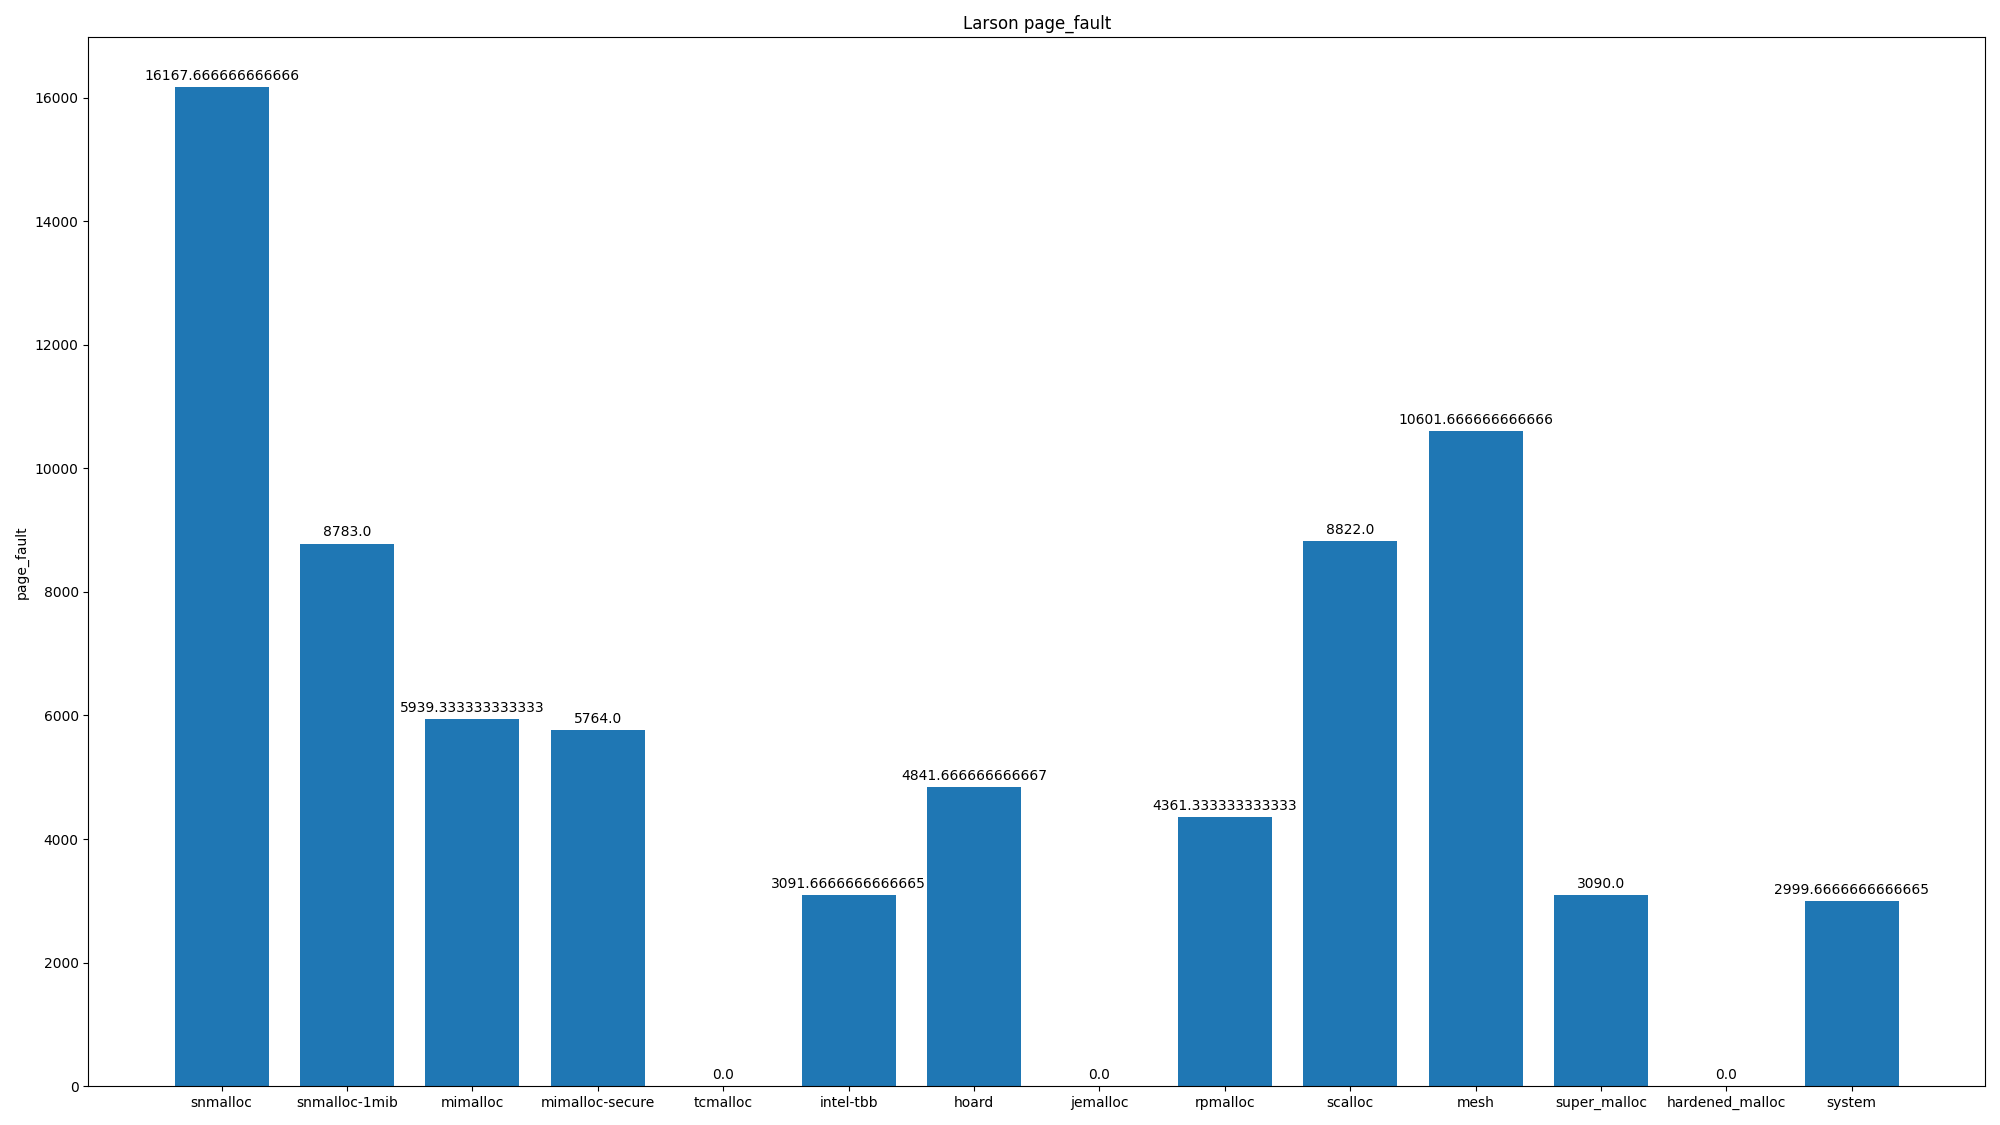 Larson page_fault
page_fault
16000
14000
12000
10000
8000
6000
4000
2000
0
16167.666666666666
8783.0
5939.333333333333
5764.0
0.0
3091.6666666666665
4841.666666666667
0.0
4361.333333333333
8822.0
10601.666666666666
3090.0
0.0
2999.6666666666665
snmalloc
snmalloc-1mib
mimalloc
mimalloc-secure
tcmalloc
intel-tbb
hoard
jemalloc
rpmalloc
scalloc
mesh
super_malloc
hardened_malloc
system